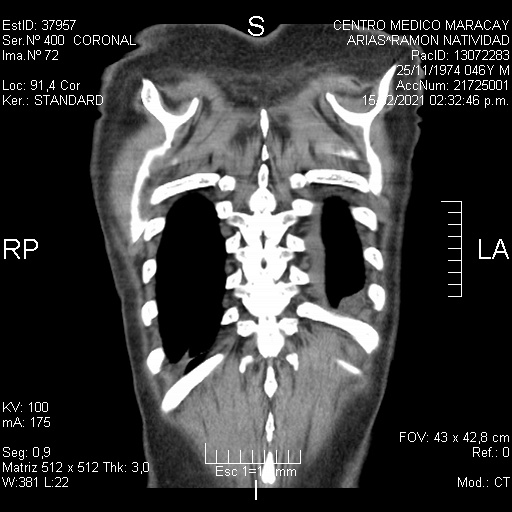 EstID: 37957
Ser.Nº 400 CORONAL
Ima.Nº 72
Loc: 91,4 Cor
Ker.: STANDARD
S
CENTRO MEDICO MARACAY
ARIAS^RAMON NATIVIDAD
PacID: 13072283
25/11/1974 046Y M
AccNum: 21725001
02:32:46 p.m.
RP
LA
KV: 100
mA: 175
Seg: 0,9
Matriz 512 x 512 Thk: 3,0
W:381 L:22
Esc
I
FOV: 43 x 42,8 cm
Ref.: 0
Mod.: CT